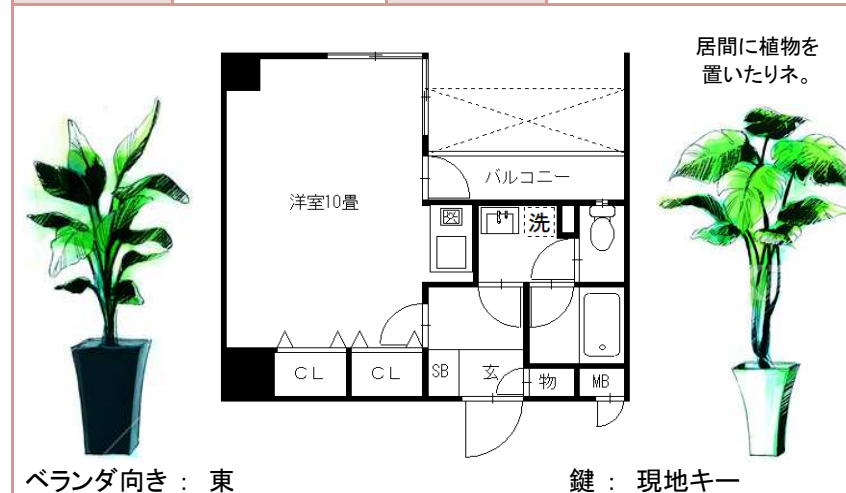 居間に植物を
置いたりネ。
バルコニー
洋室10畳
洗
CL
CL
SB
玄
物
MB
ベランダ向き : 東
鍵 : 現地キー